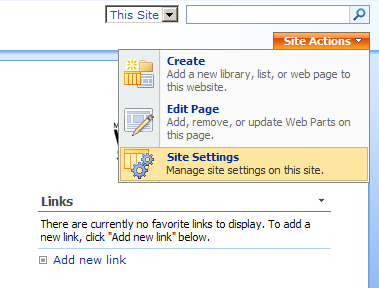 This Site
Site Actions
Create
Add a new library, list, or web page to
this website.
Edit Page
Add, remove, or update Web Parts on
this page.
Site Settings
Manage site settings on this site.
Links
There are currently no favorite links to display. To add
a new link, click "Add new link" below.
Add new link